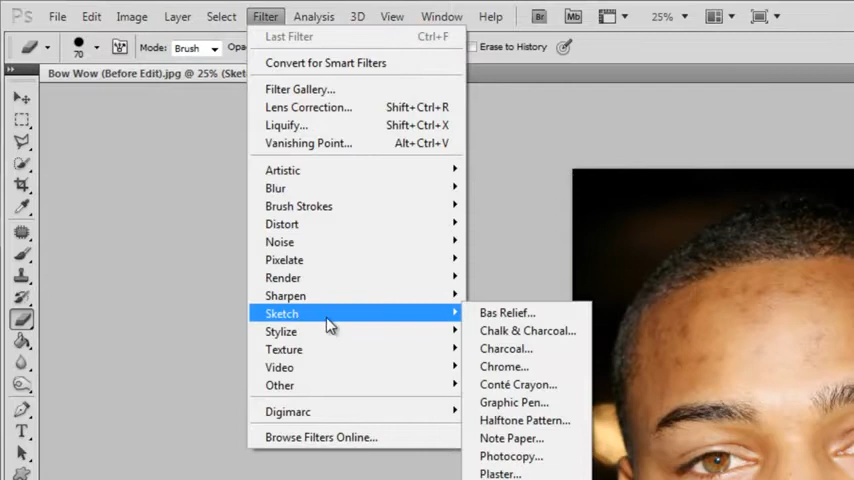 Ps File Edit Image Layer Select Filter Analysis 3D View Window Help Br Mb 25%
70 Mode: Brush Erase to History
Bow Wow (Before Edit).jpg @ 25% (Sket
Last Filter Ctrl+F
Convert for Smart Filters
Filter Gallery...
Lens Correction... Shift+Ctrl+R
Liquify... Shift+Ctrl+X
Vanishing Point... Alt+Ctrl+V
Artistic
Blur
Brush Strokes
Distort
Noise
Pixelate
Render
Sharpen
Sketch
Stylize
Texture
Video
Other
Digimarc
Browse Filters Online...
Bas Relief...
Chalk & Charcoal...
Charcoal...
Chrome...
Conté Crayon...
Graphic Pen...
Halftone Pattern...
Note Paper...
Photocopy...
Plaster...